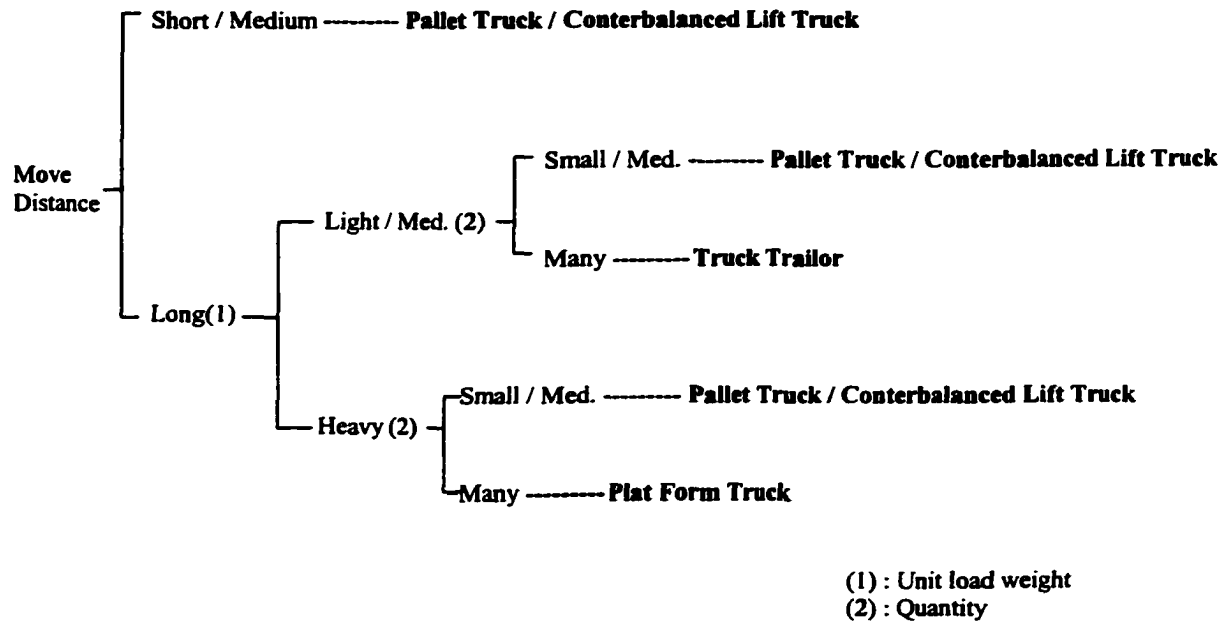 Short / Medium -------- Pallet Truck / Conterbalanced Lift Truck
Small / Med. -------- Pallet Truck / Conterbalanced Lift Truck
Move
Distance
Light / Med. (2)
Many -------- Truck Trailor
Long(1)
Small / Med. -------- Pallet Truck / Conterbalanced Lift Truck
Heavy (2)
Many -------- Plat Form Truck
(1) : Unit load weight
(2) : Quantity